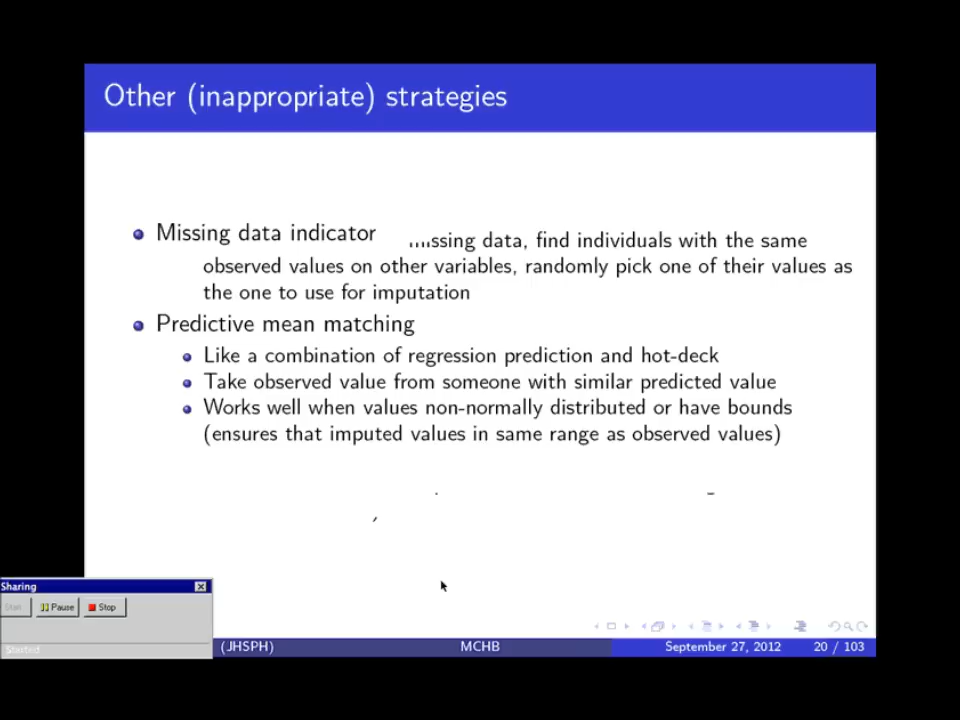 Other (inappropriate) strategies
Missing data indicator
missing data, find individuals with the same
observed values on other variables, randomly pick one of their values as
the one to use for imputation
Predictive mean matching
Like a combination of regression prediction and hot-deck
Take observed value from someone with similar predicted value
Works well when values non-normally distributed or have bounds
(ensures that imputed values in same range as observed values)
Sharing
Start Pause Stop
Started
(JHSPH) MCHB September 27, 2012 20 / 103